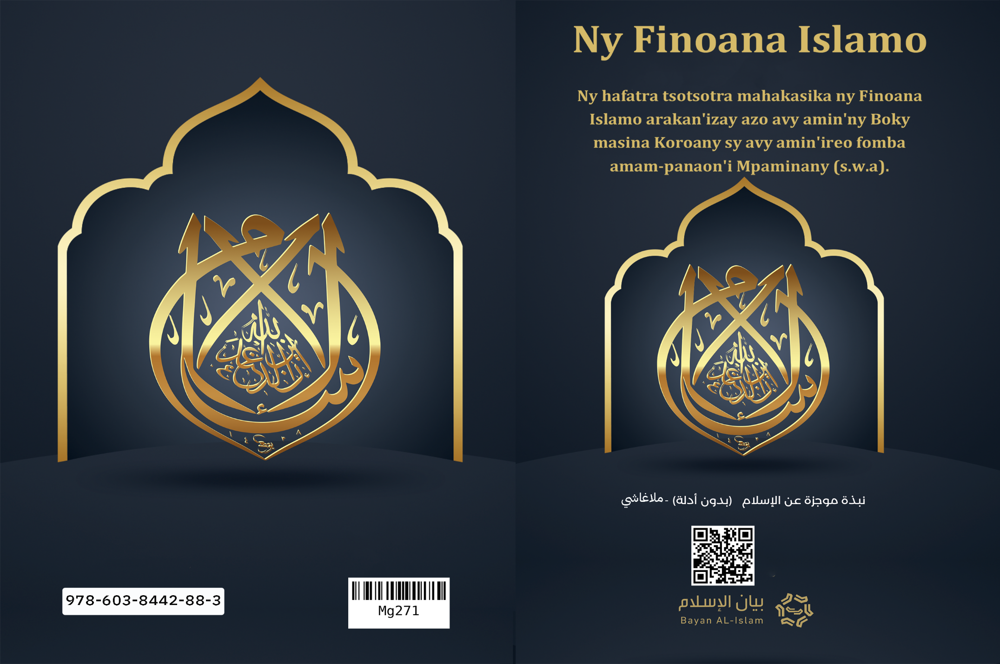 Ny Finoana Islamo
Ny hafatra tsotsotra mahakasika ny Finoana
Islamo arakan'izay azo avy amin'ny Boky
masina Koroany sy avy amin'ireo fomba
amam-panaon'i Mpaminany (s.w.a).
نبذة موجزة عن الإسلام (بدون أدلة) - ملاغاشي
بيان الإسلام
Bayan AL-Islam
978-603-8442-88-3
Mg271